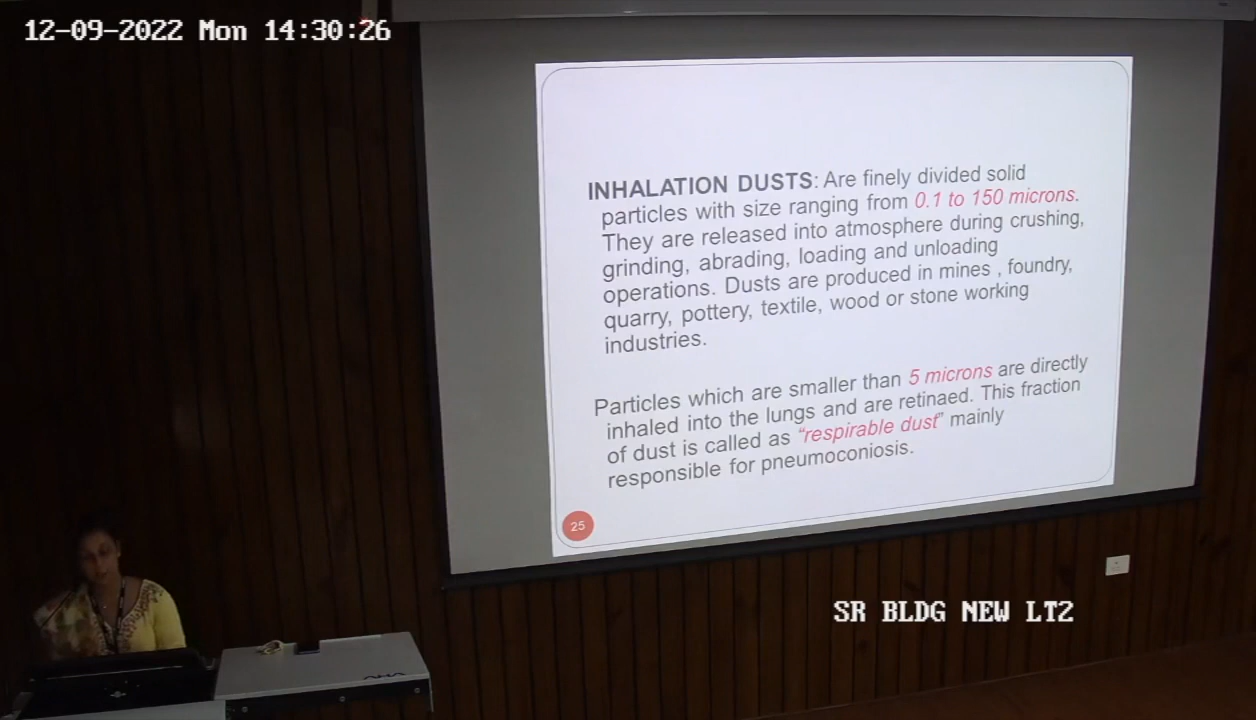 12-09-2022 Mon 14:30:26
INHALATION DUSTS: Are finely divided solid
particles with size ranging from 0.1 to 150 microns.
They are released into atmosphere during crushing,
grinding, abrading, loading and unloading
operations. Dusts are produced in mines , foundry,
quarry, pottery, textile, wood or stone working
industries.
Particles which are smaller than 5 microns are directly
inhaled into the lungs and are retinaed. This fraction
of dust is called as “respirable dust” mainly
responsible for pneumoconiosis.
25
SR BLDG NEW LT2